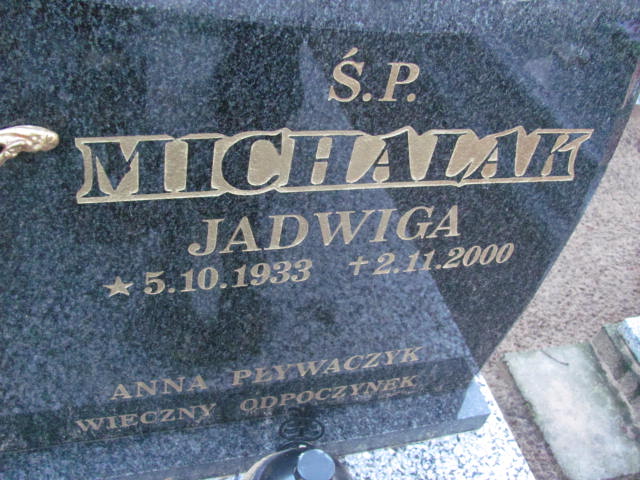 Ś.P.
MICHALAK
JADWIGA
★ 5.10.1933 ✝ 2.11.2000
ANNA PŁYWACZYK
WIECZNY ODPOCZYNEK